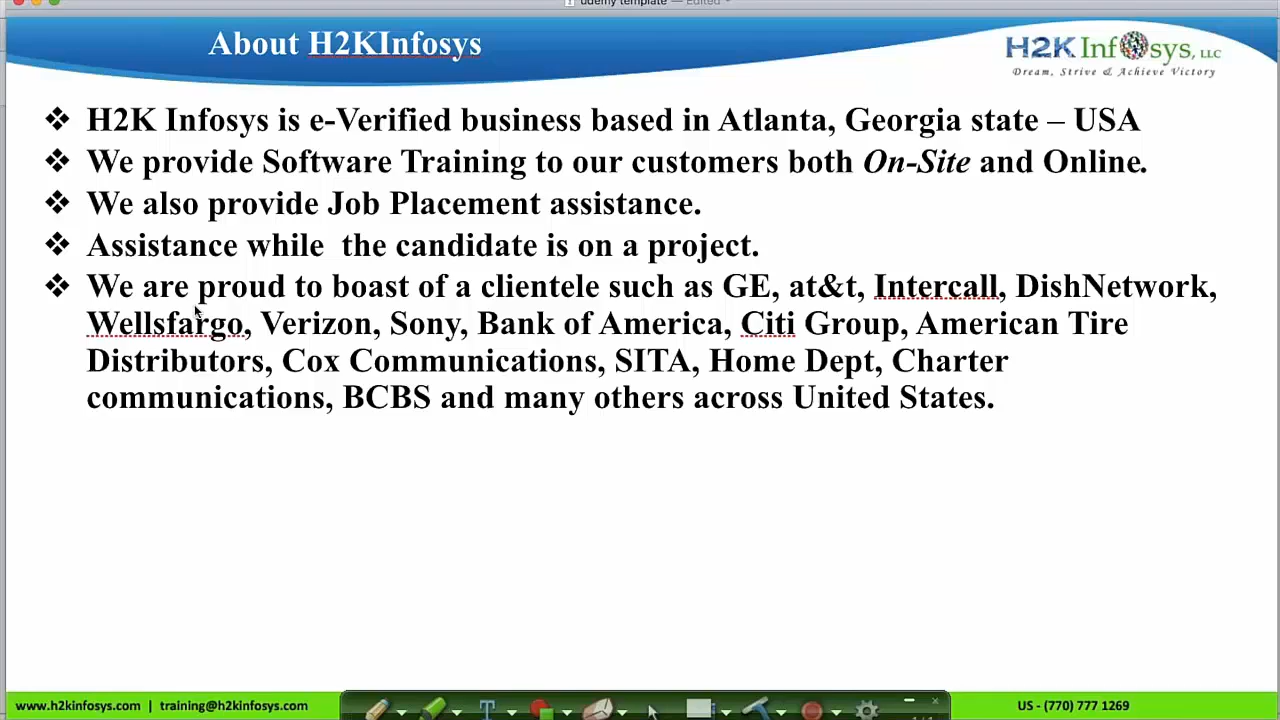 udemy template — Edited
About H2KInfosys
H2K Infosys, LLC
Dream, Strive & Achieve Victory
❖ H2K Infosys is e-Verified business based in Atlanta, Georgia state – USA
❖ We provide Software Training to our customers both On-Site and Online.
❖ We also provide Job Placement assistance.
❖ Assistance while  the candidate is on a project.
❖ We are proud to boast of a clientele such as GE, at&t, Intercall, DishNetwork,
Wellsfargo, Verizon, Sony, Bank of America, Citi Group, American Tire
Distributors, Cox Communications, SITA, Home Dept, Charter
communications, BCBS and many others across United States.
www.h2kinfosys.com | training@h2kinfosys.com
US - (770) 777 1269